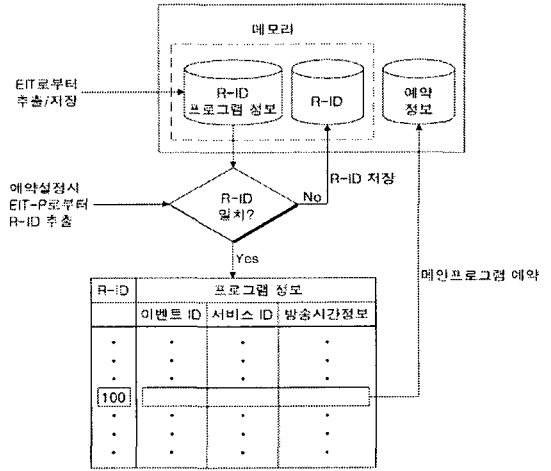 메모리
EIT로부터
추출/저장
R-ID
프로그램 정보
R-ID
예약
정보
예약설정시
EIT-P로부터
R-ID 추출
R-ID
일치?
No
R-ID 저장
Yes
메인프로그램 예약
R-ID
프로그램 정보
이벤트 ID
서비스 ID
방송시간정보
100